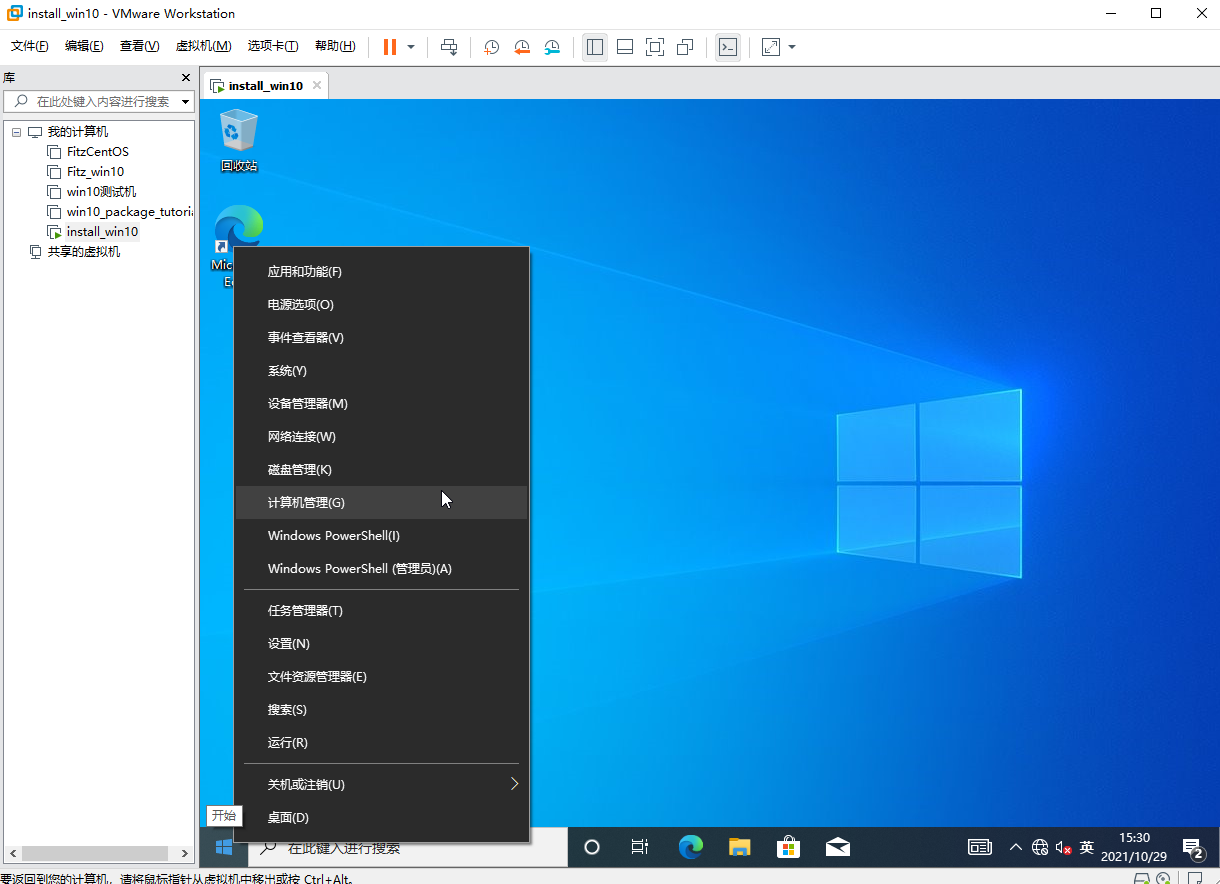 install_win10 - VMware Workstation
文件(F) 编辑(E) 查看(V) 虚拟机(M) 选项卡(T) 帮助(H)
库
在此处键入内容进行搜索
我的计算机
FitzCentOS
Fitz_win10
win10测试机
win10_package_tutori
install_win10
共享的虚拟机
install_win10
回收站
Mic
应用和功能(F)
电源选项(O)
事件查看器(V)
系统(Y)
设备管理器(M)
网络连接(W)
磁盘管理(K)
计算机管理(G)
Windows PowerShell(I)
Windows PowerShell (管理员)(A)
任务管理器(T)
设置(N)
文件资源管理器(E)
搜索(S)
运行(R)
关机或注销(U)
桌面(D)
开始
在此键入进行搜索
英
15:30
2021/10/29
2
要返回到您的计算机，请将鼠标指针从虚拟机中移出或按 Ctrl+Alt。